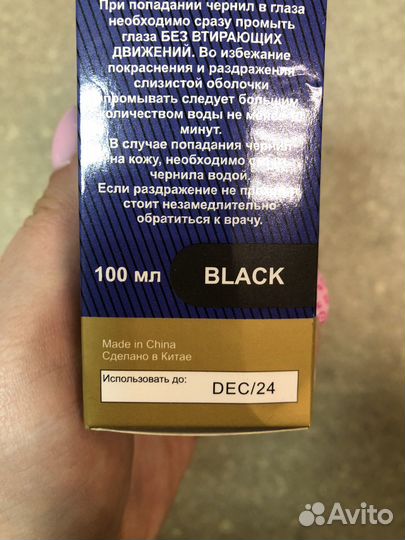 При попадании чернил в глаза
необходимо сразу промыть
глаза БЕЗ ВТИРАЮЩИХ
ДВИЖЕНИЙ. Во избежание
покраснения и раздражения
слизистой оболочки
промывать следует большим
количеством воды не менее
минут.
В случае попадания чернил
на кожу, необходимо
чернила водой.
Если раздражение не
стоит незамедлительно
обратиться к врачу.
100 мл
BLACK
Made in China
Сделано в Китае
Использовать до:
DEC/24
Avito